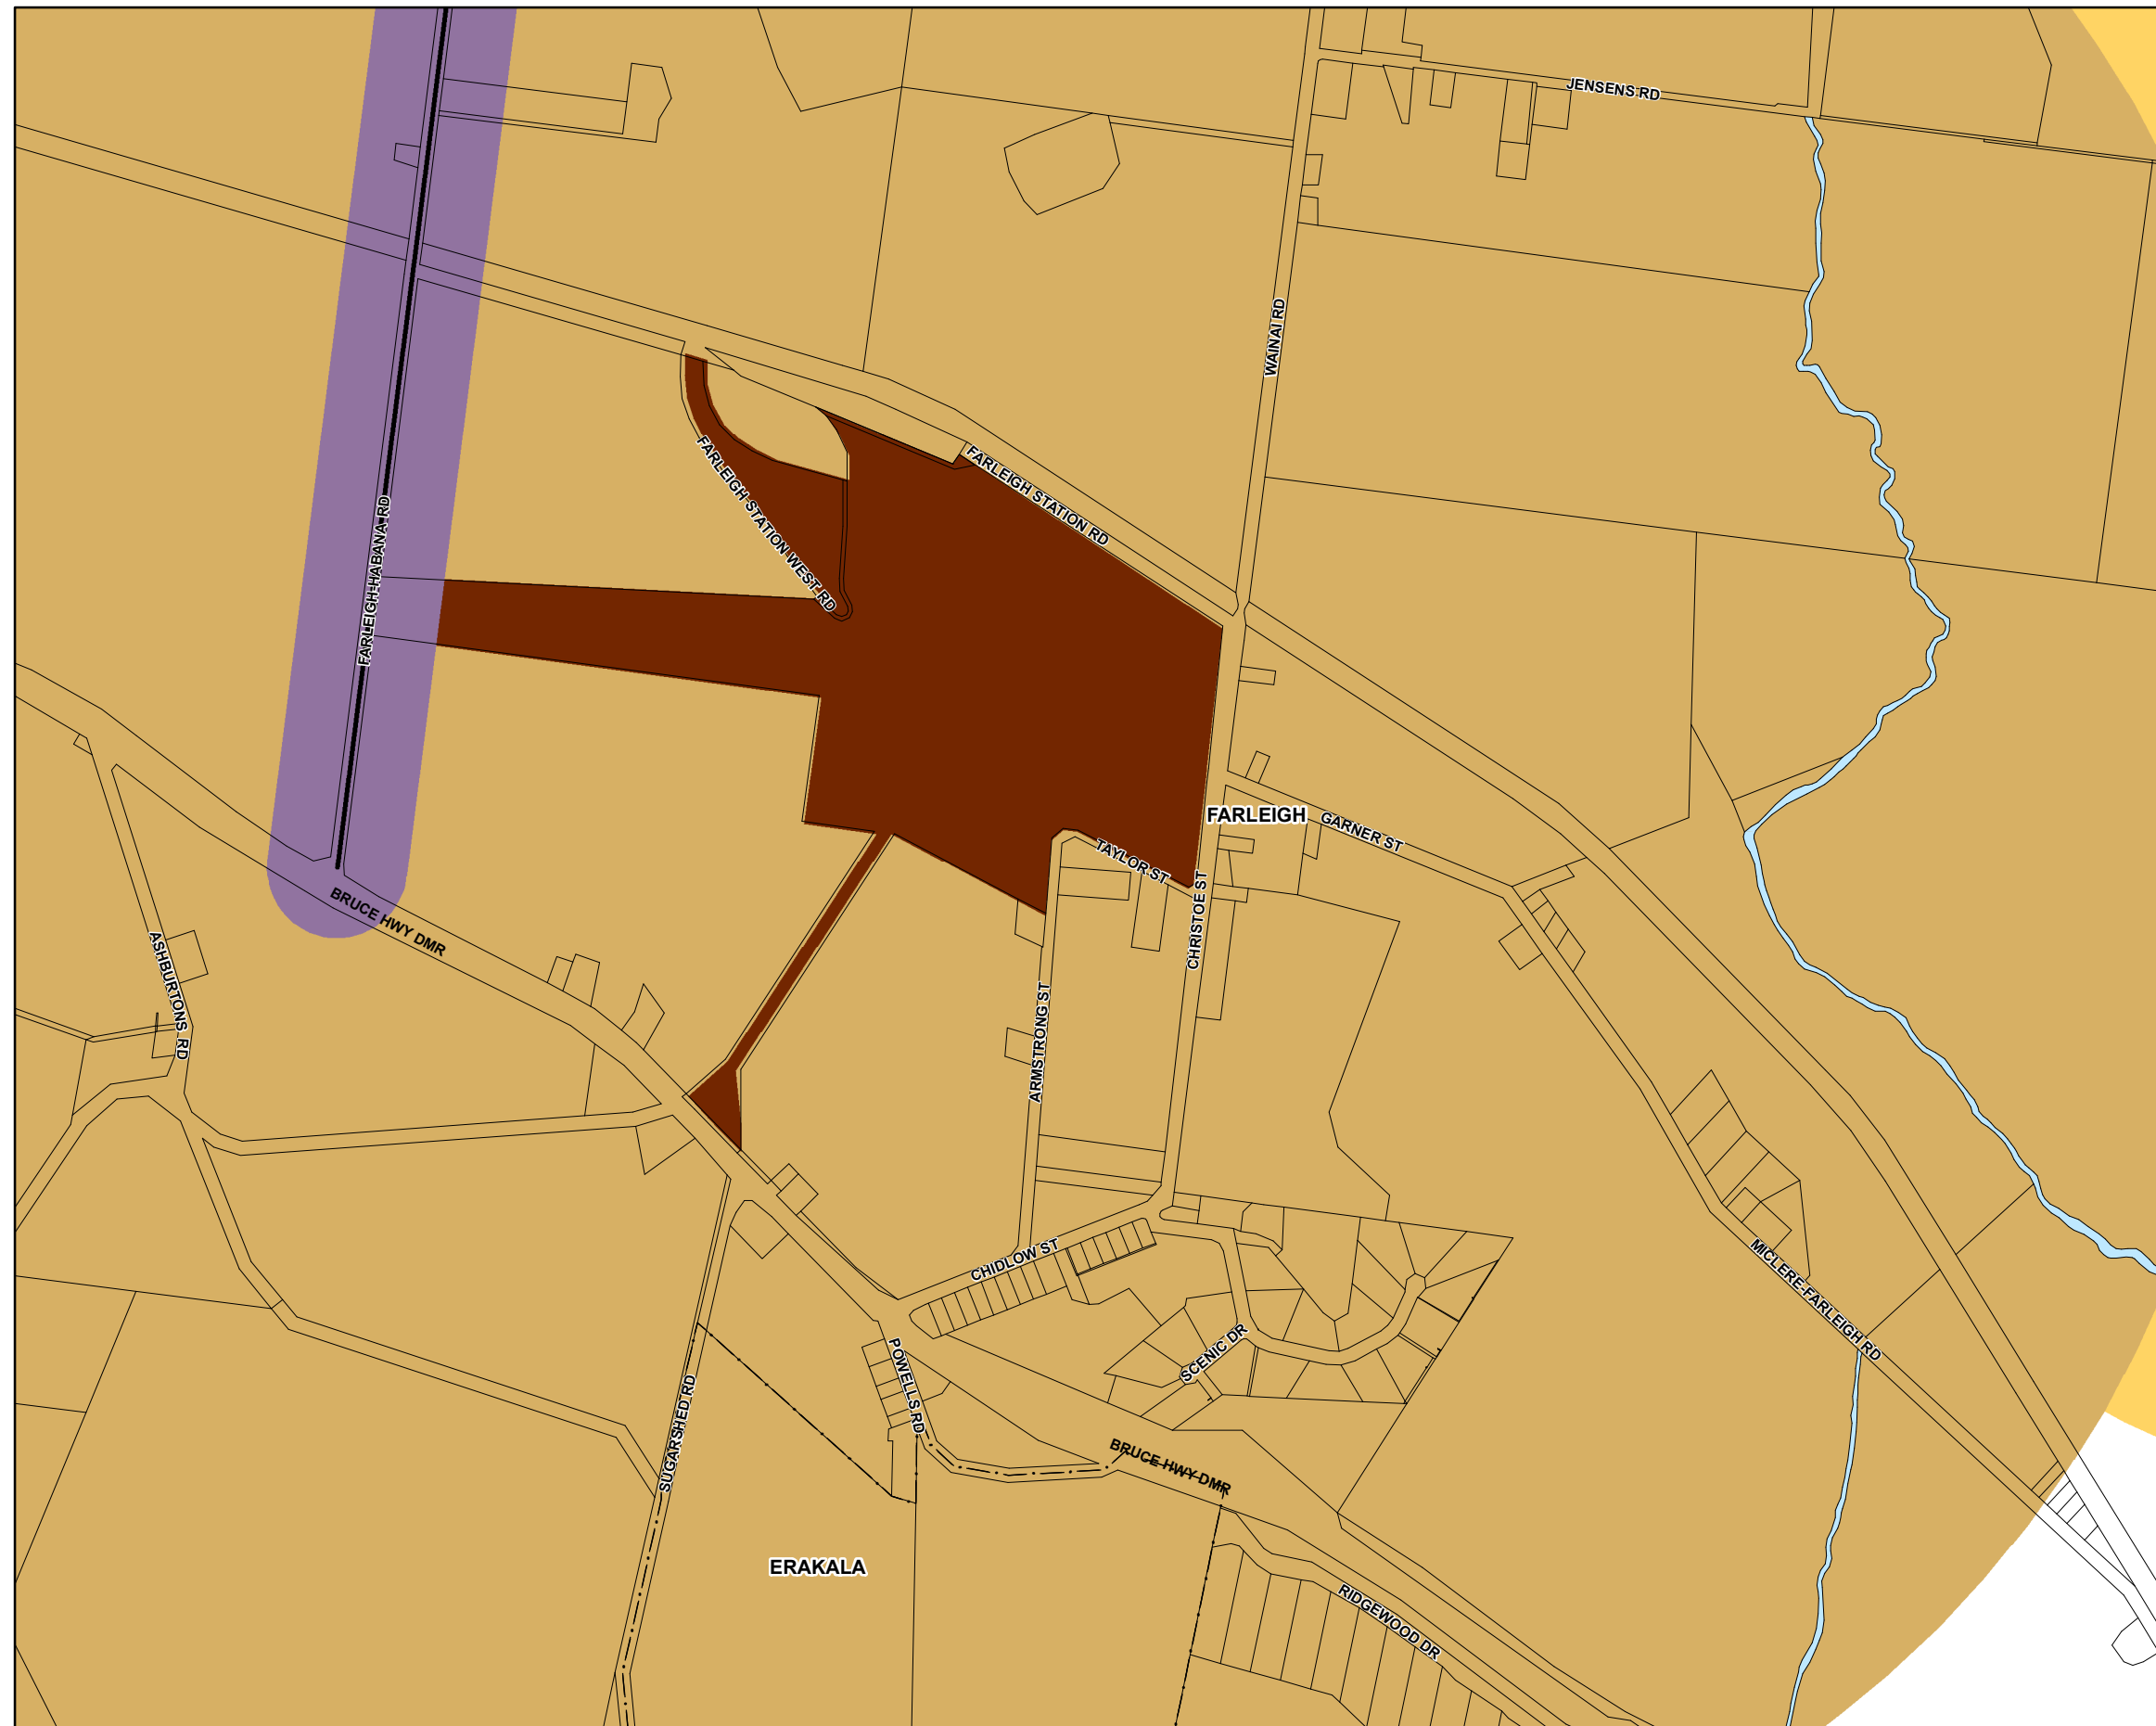 JENSENS RD
WAINAI RD
FARLEIGH STATION RD
FARLEIGH STATION WEST RD
FARLEIGH-HABANA RD
FARLEIGH
GARNER ST
TAYLOR ST
CHRISTOE ST
BRUCE HWY DMR
ASHBURTONS RD
ARMSTRONG ST
CHIDLOW ST
MICLERE-FARLEIGH RD
SCENIC DR
POWELLS RD
SUGARSHED RD
BRUCE HWY DMR
ERAKALA
RIDGEWOOD DR